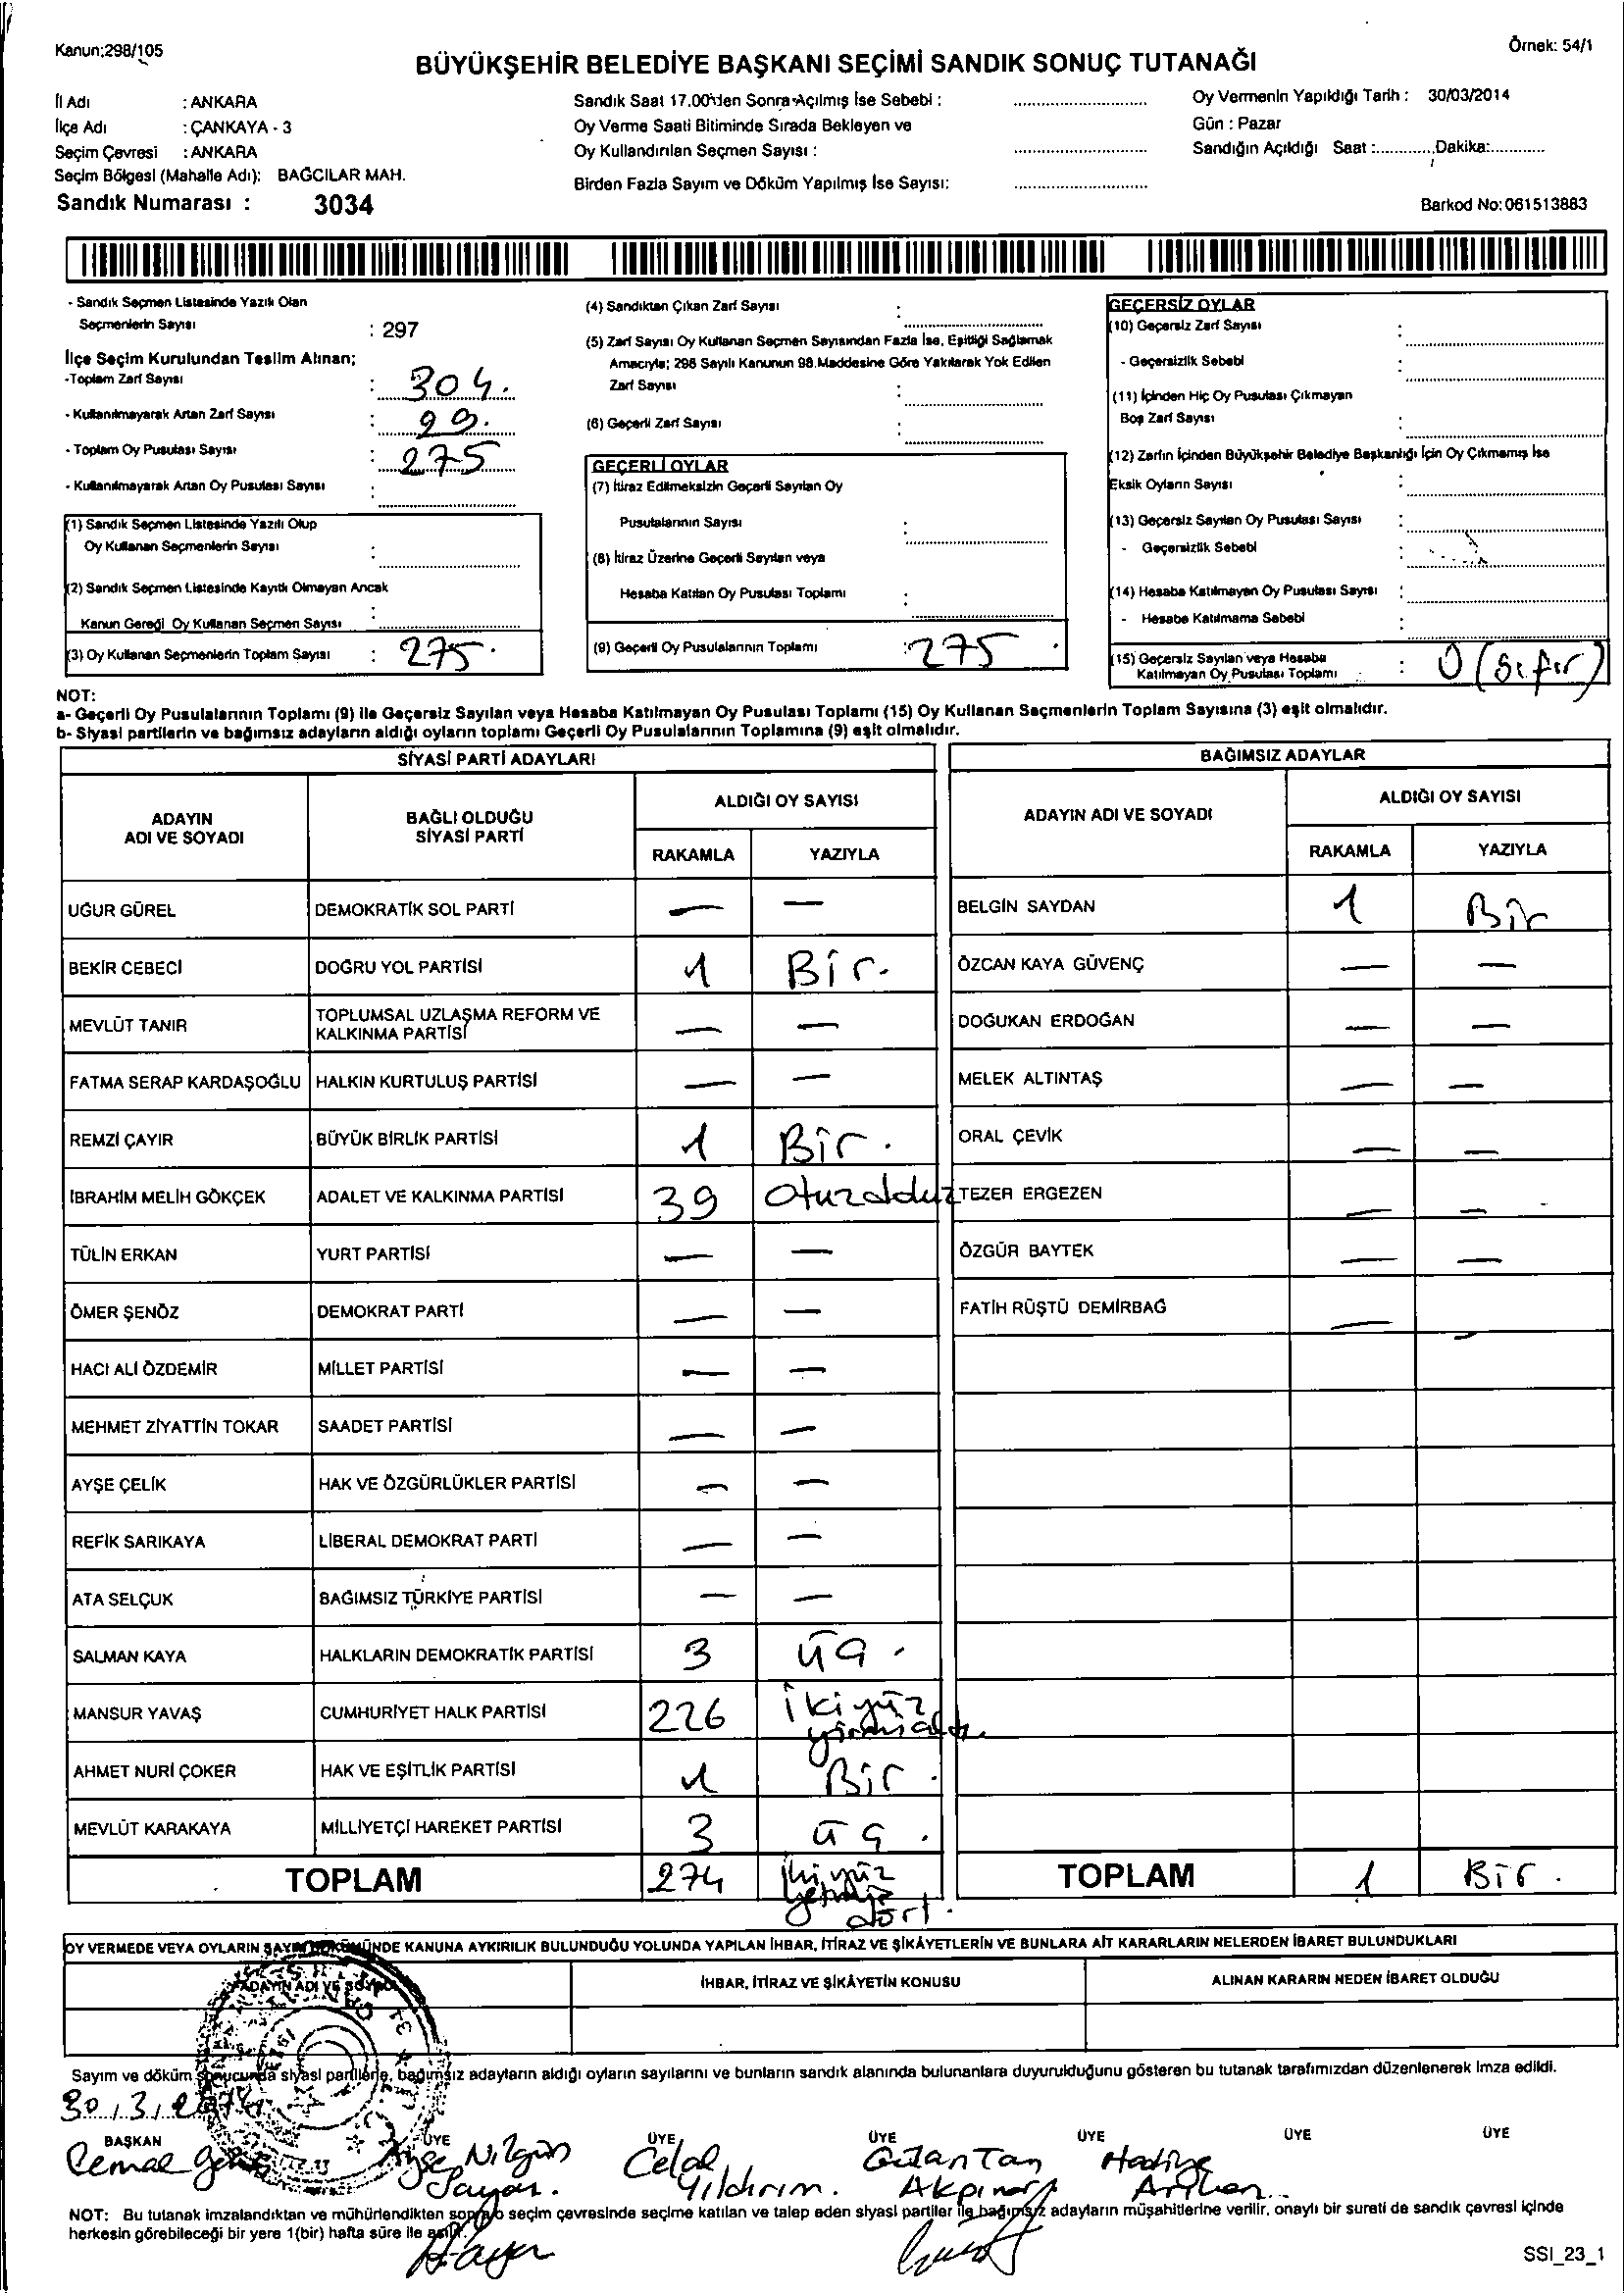 Kanun:298/105
Örnek: 54/1
BÜYÜKŞEHİR BELEDİYE BAŞKANI SEÇİMİ SANDIK SONUÇ TUTANAĞI
İl Adı : ANKARA
İlçe Adı : ÇANKAYA - 3
Seçim Çevresi : ANKARA
Seçim Bölgesi (Mahalle Adı): BAĞCILAR MAH.
Sandık Numarası : 3034
Sandık Saat 17.00'den Sonra Açılmış İse Sebebi :
Oy Verme Saati Bitiminde Sırada Bekleyen ve
Oy Kullandırılan Seçmen Sayısı :
Birden Fazla Sayım ve Döküm Yapılmış İse Sayısı:
Oy Vermenin Yapıldığı Tarih : 30/03/2014
Gün : Pazar
Sandığın Açıldığı Saat :............Dakika:...........
Barkod No:061513883
- Sandık Seçmen Listesinde Yazılı Olan
Seçmenlerin Sayısı : 297
İlçe Seçim Kurulundan Teslim Alınan;
-Toplam Zarf Sayısı : 304.
- Kullanılmayarak Artan Zarf Sayısı : 29.
- Toplam Oy Pusulası Sayısı : 275
- Kullanılmayarak Artan Oy Pusulası Sayısı :
(1) Sandık Seçmen Listesinde Yazılı Olup
Oy Kullanan Seçmenlerin Sayısı :
(2) Sandık Seçmen Listesinde Kayıtlı Olmayan Ancak
Kanun Gereği Oy Kullanan Seçmen Sayısı :
(3) Oy Kullanan Seçmenlerin Toplam Sayısı : 275.
(4) Sandıktan Çıkan Zarf Sayısı :
(5) Zarf Sayısı Oy Kullanan Seçmen Sayısından Fazla İse, Eşitliği Sağlamak
Amacıyla; 298 Sayılı Kanunun 98.Maddesine Göre Yakılarak Yok Edilen
Zarf Sayısı :
(6) Geçerli Zarf Sayısı :
GEÇERLİ OYLAR
(7) İtiraz Edilmeksizin Geçerli Sayılan Oy
Pusulalarının Sayısı :
(8) İtiraz Üzerine Geçerli Sayılan veya
Hesaba Katılan Oy Pusulası Toplamı :
(9) Geçerli Oy Pusulalarının Toplamı : 275
GEÇERSİZ OYLAR
(10) Geçersiz Zarf Sayısı :
- Geçersizlik Sebebi :
(11) İçinden Hiç Oy Pusulası Çıkmayan
Boş Zarf Sayısı :
(12) Zarfın İçinden Büyükşehir Belediye Başkanlığı İçin Oy Çıkmamış İse
Eksik Oyların Sayısı :
(13) Geçersiz Sayılan Oy Pusulası Sayısı :
- Geçersizlik Sebebi :
(14) Hesaba Katılmayan Oy Pusulası Sayısı :
- Hesaba Katılmama Sebebi :
(15) Geçersiz Sayılan veya Hesaba
Katılmayan Oy Pusulası Toplamı : 0 (sıfır)
NOT:
a- Geçerli Oy Pusulalarının Toplamı (9) ile Geçersiz Sayılan veya Hesaba Katılmayan Oy Pusulası Toplamı (15) Oy Kullanan Seçmenlerin Toplam Sayısına (3) eşit olmalıdır.
b- Siyasi partilerin ve bağımsız adayların aldığı oyların toplamı Geçerli Oy Pusulalarının Toplamına (9) eşit olmalıdır.
SİYASİ PARTİ ADAYLARI
ADAYIN ADI VE SOYADI
BAĞLI OLDUĞU SİYASİ PARTİ
ALDIĞI OY SAYISI
RAKAMLA YAZIYLA
UĞUR GÜREL DEMOKRATİK SOL PARTİ — —
BEKİR CEBECİ DOĞRU YOL PARTİSİ 1 Bir.
MEVLÜT TANIR TOPLUMSAL UZLAŞMA REFORM VE
KALKINMA PARTİSİ — —
FATMA SERAP KARDAŞOĞLU HALKIN KURTULUŞ PARTİSİ — —
REMZİ ÇAYIR BÜYÜK BİRLİK PARTİSİ 1 Bir.
İBRAHİM MELİH GÖKÇEK ADALET VE KALKINMA PARTİSİ 39
TÜLİN ERKAN YURT PARTİSİ — —
ÖMER ŞENÖZ DEMOKRAT PARTİ — —
HACI ALİ ÖZDEMİR MİLLET PARTİSİ — —
MEHMET ZİYATTİN TOKAR SAADET PARTİSİ — —
AYŞE ÇELİK HAK VE ÖZGÜRLÜKLER PARTİSİ — —
REFİK SARIKAYA LİBERAL DEMOKRAT PARTİ — —
ATA SELÇUK BAĞIMSIZ TÜRKİYE PARTİSİ — —
SALMAN KAYA HALKLARIN DEMOKRATİK PARTİSİ 3 üç.
MANSUR YAVAŞ CUMHURİYET HALK PARTİSİ 226 ikiyüz
yirmialtı
AHMET NURİ ÇOKER HAK VE EŞİTLİK PARTİSİ 1 Bir.
MEVLÜT KARAKAYA MİLLİYETÇİ HAREKET PARTİSİ 3 üç.
TOPLAM 274 ikiyüz
yetmiş
dört.
BAĞIMSIZ ADAYLAR
ADAYIN ADI VE SOYADI
ALDIĞI OY SAYISI
RAKAMLA YAZIYLA
BELGİN SAYDAN 1 Bir
ÖZCAN KAYA GÜVENÇ — —
DOĞUKAN ERDOĞAN — —
MELEK ALTINTAŞ — —
ORAL ÇEVİK — —
TEZER ERGEZEN — —
ÖZGÜR BAYTEK — —
FATİH RÜŞTÜ DEMİRBAĞ — —
TOPLAM 1 Bir.
OY VERMEDE VEYA OYLARIN SAYIM DÖKÜMÜNDE KANUNA AYKIRILIK BULUNDUĞU YOLUNDA YAPILAN İHBAR, İTİRAZ VE ŞİKÂYETLERİN VE BUNLARA AİT KARARLARIN NELERDEN İBARET BULUNDUKLARI
ADAYIN ADI VE SOYADI
İHBAR, İTİRAZ VE ŞİKÂYETİN KONUSU
ALINAN KARARIN NEDEN İBARET OLDUĞU
Sayım ve döküm sonucunda siyasi partilerle, bağımsız adayların aldığı oyların sayılarını ve bunların sandık alanında bulunanlara duyurulduğunu gösteren bu tutanak tarafımızdan düzenlenerek imza edildi.
30/3/2014
BAŞKAN ÜYE ÜYE ÜYE ÜYE ÜYE ÜYE
Cemal Ayşe Nilgün Celal Tan Hadiye
Yıldırım. Akpınar
NOT: Bu tutanak imzalandıktan ve mühürlendikten sonra o seçim çevresinde seçime katılan ve talep eden siyasi partiler ile bağımsız adayların müşahitlerine verilir, onaylı bir sureti de sandık çevresi içinde
herkesin görebileceği bir yere 1(bir) hafta süre ile asılır.
SSI_23_1